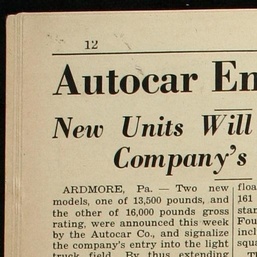 12
Autocar En
New Units Will
Company's
ARDMORE, Pa. — Two new
models, one of 13,500 pounds, and
the other of 16,000 pounds gross
rating, were announced this week
by the Autocar Co., and signalize
the company's entry into the light
truck field. By thus extending
floa
161
stan
Fou
incl
squa